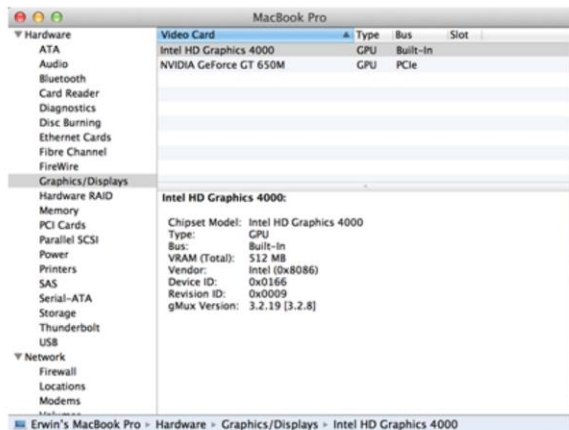 MacBook Pro
Hardware
ATA
Audio
Bluetooth
Card Reader
Diagnostics
Disc Burning
Ethernet Cards
Fibre Channel
FireWire
Graphics/Displays
Hardware RAID
Memory
PCI Cards
Parallel SCSI
Power
Printers
SAS
Serial-ATA
Storage
Thunderbolt
USB
Network
Firewall
Locations
Modems
Video Card Type Bus Slot
Intel HD Graphics 4000 GPU Built-In
NVIDIA GeForce GT 650M GPU PCIe
Intel HD Graphics 4000:
Chipset Model: Intel HD Graphics 4000
Type: GPU
Bus: Built-In
VRAM (Total): 512 MB
Vendor: Intel (0x8086)
Device ID: 0x0166
Revision ID: 0x0009
gMux Version: 3.2.19 [3.2.8]
Erwin's MacBook Pro ▸ Hardware ▸ Graphics/Displays ▸ Intel HD Graphics 4000